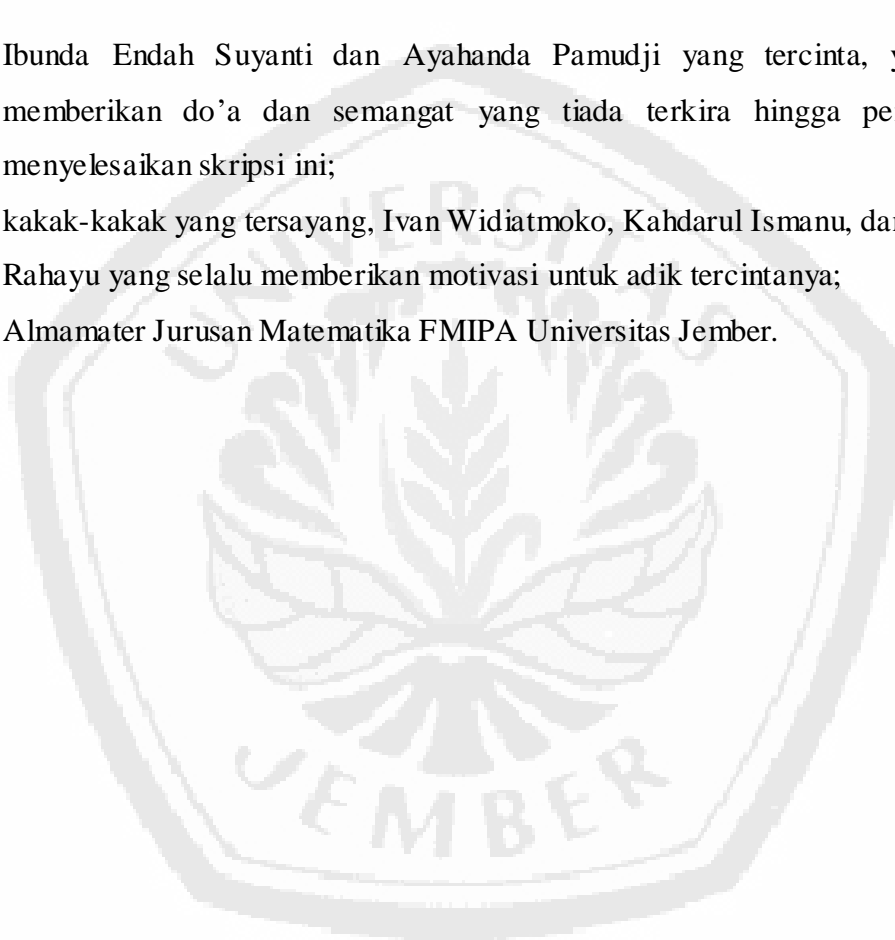 Ibunda Endah Suyanti dan Ayahanda Pamudji yang tercinta,
memberikan do’a dan semangat yang tiada terkira hingga
menyelesaikan skripsi ini;
kakak-kakak yang tersayang, Ivan Widiatmoko, Kahdarul Ismanu,
Rahayu yang selalu memberikan motivasi untuk adik tercintanya;
Almamater Jurusan Matematika FMIPA Universitas Jember.
UNIVERSITAS
JEMBER